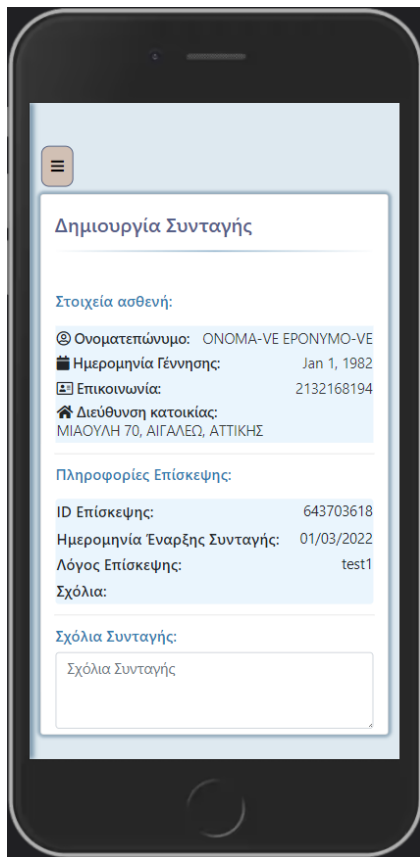 Δημιουργία Συνταγής
Στοιχεία ασθενή:
Ονοματεπώνυμο: ONOMA-VE EPONYMO-VE
Ημερομηνία Γέννησης: Jan 1, 1982
Επικοινωνία: 2132168194
Διεύθυνση κατοικίας:
ΜΙΑΟΥΛΗ 70, ΑΙΓΑΛΕΩ, ΑΤΤΙΚΗΣ
Πληροφορίες Επίσκεψης:
ID Επίσκεψης: 643703618
Ημερομηνία Έναρξης Συνταγής: 01/03/2022
Λόγος Επίσκεψης: test1
Σχόλια:
Σχόλια Συνταγής:
Σχόλια Συνταγής